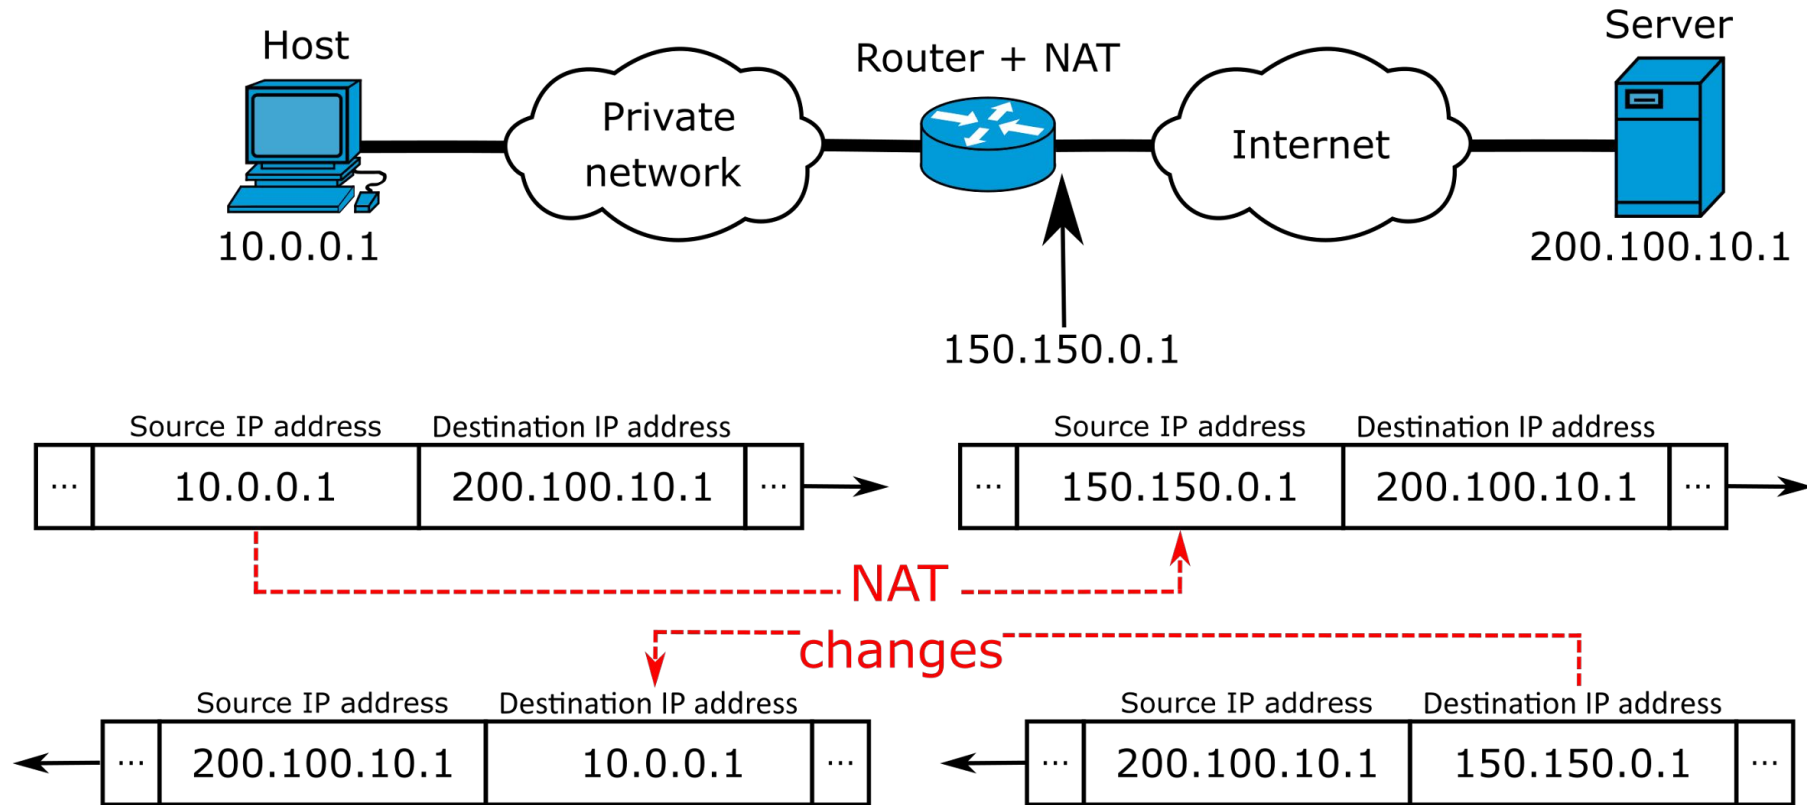 Host
Router + NAT
Server
Private
network
Internet
10.0.0.1
200.100.10.1
150.150.0.1
Source IP address Destination IP address
... 10.0.0.1 200.100.10.1 ...
Source IP address Destination IP address
... 150.150.0.1 200.100.10.1 ...
NAT
changes
Source IP address Destination IP address
... 200.100.10.1 10.0.0.1 ...
Source IP address Destination IP address
... 200.100.10.1 150.150.0.1 ...